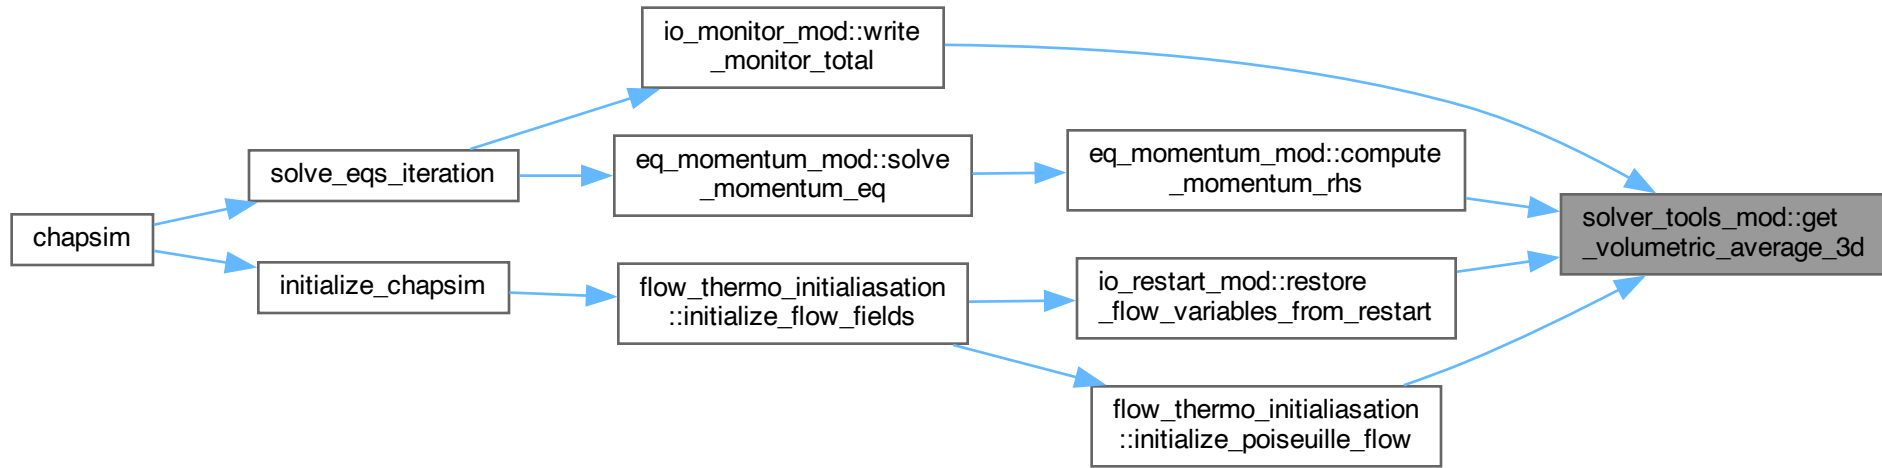 io_monitor_mod::write
_monitor_total
solve_eqs_iteration
eq_momentum_mod::solve
_momentum_eq
eq_momentum_mod::compute
_momentum_rhs
solver_tools_mod::get
_volumetric_average_3d
chapsim
initialize_chapsim
flow_thermo_initialiasation
::initialize_flow_fields
io_restart_mod::restore
_flow_variables_from_restart
flow_thermo_initialiasation
::initialize_poiseuille_flow